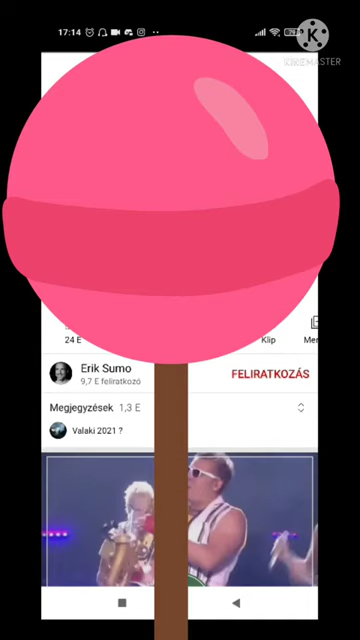 17:14
K
KINEMASTER
24 E
Klip
Erik Sumo
9,7 E feliratkozó
FELIRATKOZÁS
Megjegyzések 1,3 E
Valaki 2021 ?